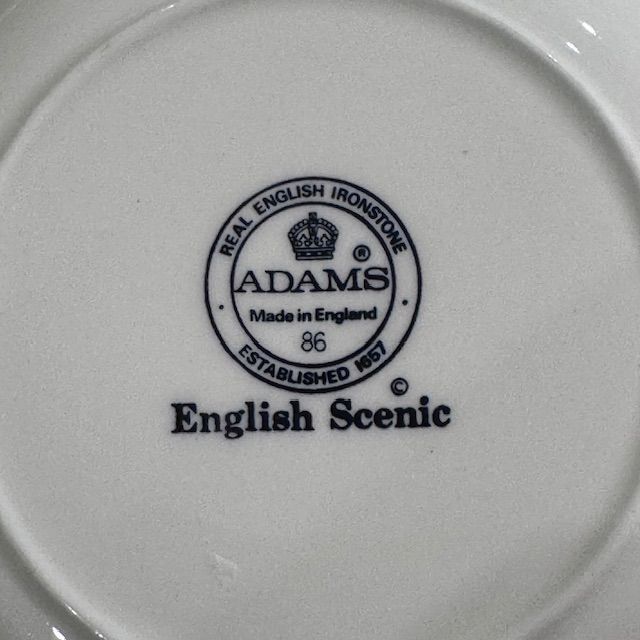 REAL ENGLISH IRONSTONE
®
ADAMS
Made in England
86
ESTABLISHED 1657
©
English Scenic